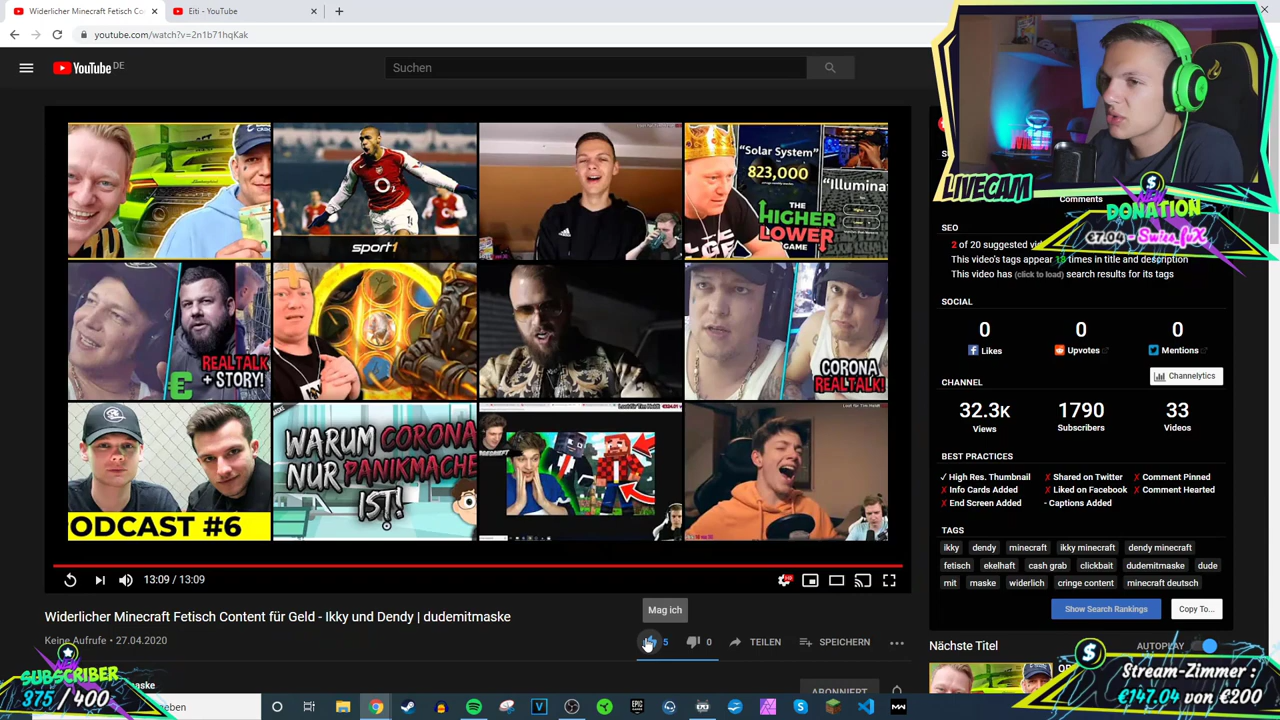 Widerlicher Minecraft Fetisch Co
Eiti - YouTube
youtube.com/watch?v=2n1b71hqKak
YouTube DE
Suchen
"Solar System"
823,000
"Illumina
THE
HIGHER
LOWER
GAME
sport1
REALTALK
+ STORY!
€
CORONA
REALTALK!
WARUM CORONA
NUR PANIKMACHE
IST!
ODCAST #6
13:09 / 13:09
Mag ich
Widerlicher Minecraft Fetisch Content für Geld - Ikky und Dendy | dudemitmaske
Keine Aufrufe • 27.04.2020
5
0
TEILEN
SPEICHERN
ABONNIERT
NEW
SUBSCRIBER
375 / 400
maske
LIVECAM
Comments
NEW
DONATION
SEO
2 of 20 suggested
This video's tags appear times in title and description
This video has (click to load) search results for its tags
SOCIAL
0 0 0
Likes Upvotes Mentions
CHANNEL
Channelytics
32.3K 1790 33
Views Subscribers Videos
BEST PRACTICES
✓ High Res. Thumbnail ✗ Shared on Twitter ✗ Comment Pinned
✗ Info Cards Added ✗ Liked on Facebook ✗ Comment Hearted
✗ End Screen Added - Captions Added
TAGS
ikky dendy minecraft ikky minecraft dendy minecraft
fetisch ekelhaft cash grab clickbait dudemitmaske dude
mit maske widerlich cringe content minecraft deutsch
Show Search Rankings Copy To...
Nächste Titel
AUTOPLAY
Stream-Zimmer :
€147.04 von €200